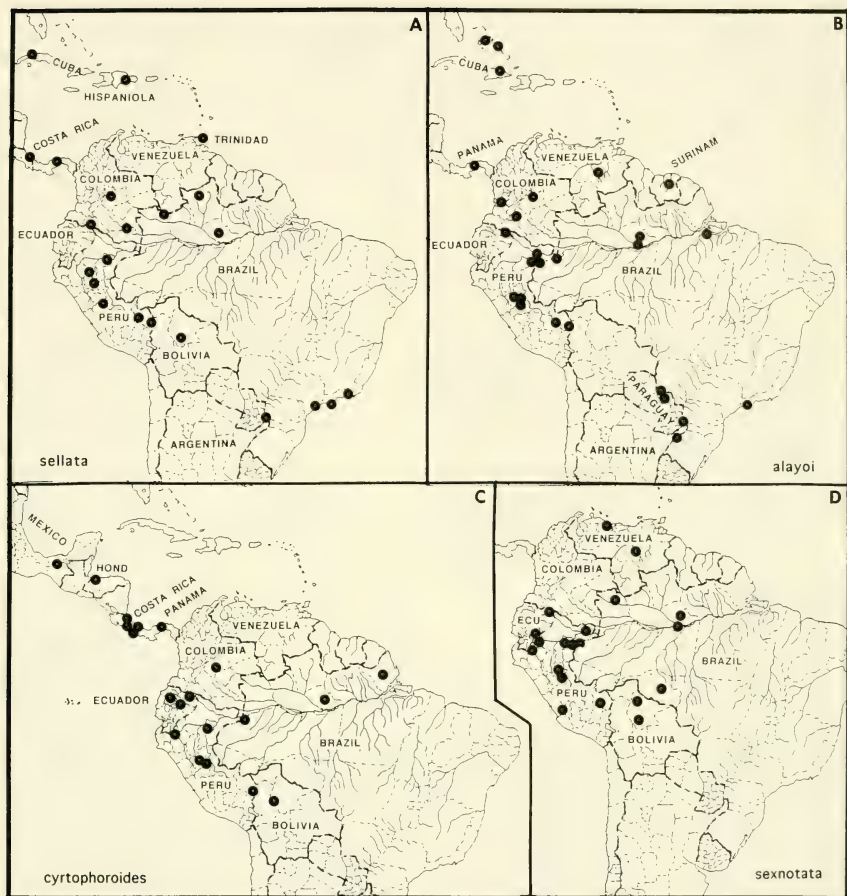 A
CUBA
HISPANIOLA
COSTA RICA
TRINIDAD
VENEZUELA
COLOMBIA
ECUADOR
BRAZIL
PERU
BOLIVIA
ARGENTINA
sellata
B
CUBA
PANAMA
VENEZUELA
SURINAM
COLOMBIA
ECUADOR
PERU
BRAZIL
PARAGUAY
ARGENTINA
alayoi
C
MEXICO
HOND
COSTA RICA
PANAMA
VENEZUELA
COLOMBIA
ECUADOR
BRAZIL
PERU
BOLIVIA
cyrtophoroides
D
VENEZUELA
COLOMBIA
ECU
BRAZIL
PERU
BOLIVIA
sexnotata